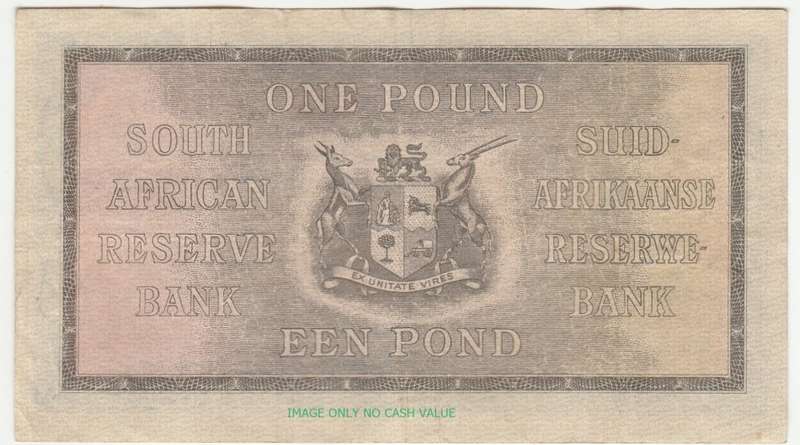 ONE POUND
SOUTH
AFRICAN
RESERVE
BANK
SUID-
AFRIKAANSE
RESERWE-
BANK
EX UNITATE VIRES
EEN POND
IMAGE ONLY NO CASH VALUE